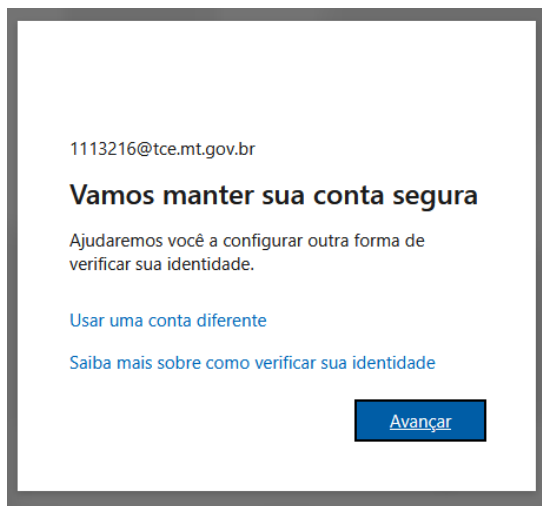 1113216@tce.mt.gov.br
Vamos manter sua conta segura
Ajudaremos você a configurar outra forma de
verificar sua identidade.
Usar uma conta diferente
Saiba mais sobre como verificar sua identidade
Avançar